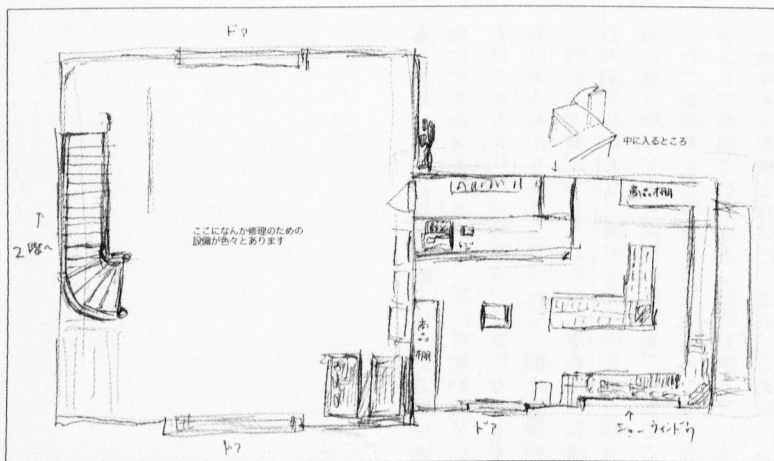 ドア
中に入るところ
商品棚
ここになんか修理のための
設備が色々とあります
↑
2階へ
商品棚
ドア
ドア
↑
ショーウィンドウ